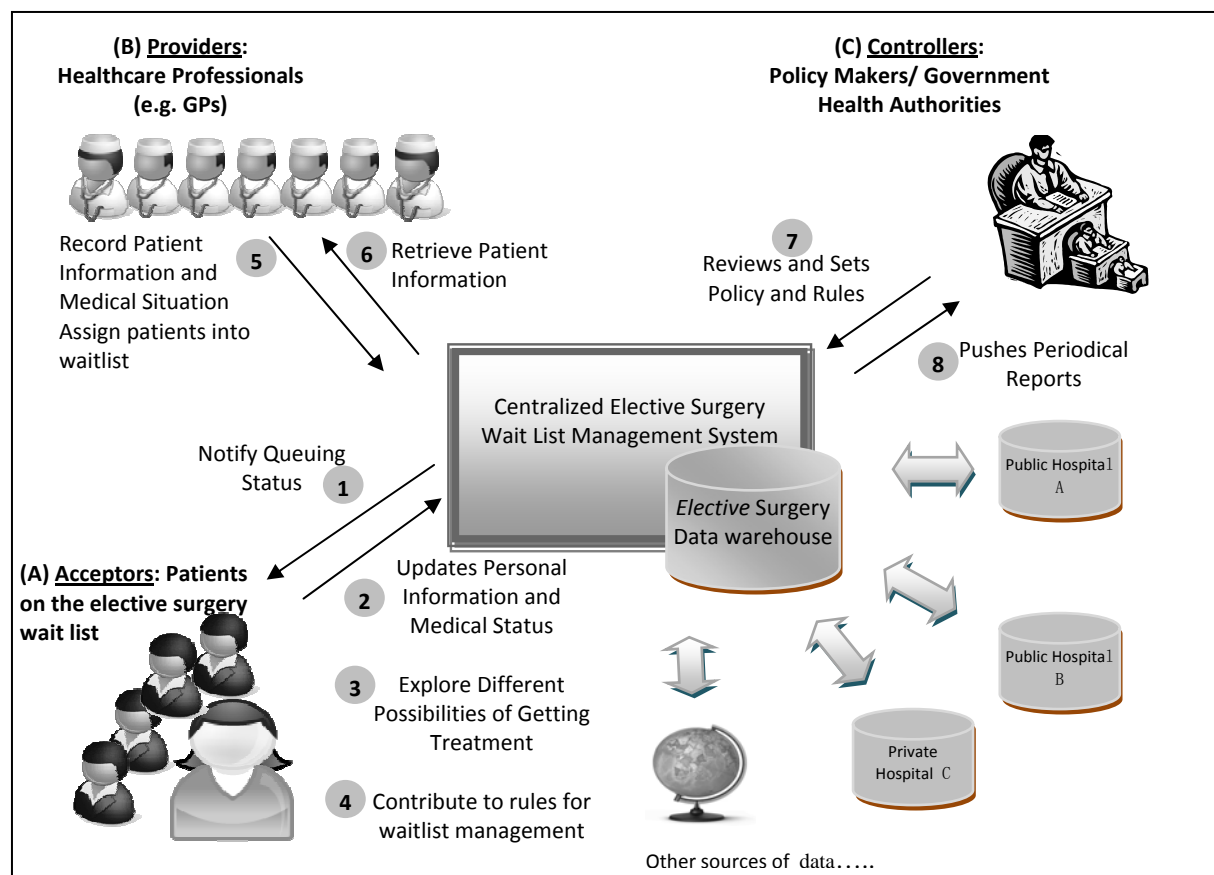 (B) Providers:
Healthcare Professionals
(e.g. GPs)
(C) Controllers:
Policy Makers/ Government
Health Authorities
Record Patient
Information and
Medical Situation
Assign patients into
waitlist
5
6
Retrieve Patient
Information
7
Reviews and Sets
Policy and Rules
8
Pushes Periodical
Reports
Centralized Elective Surgery
Wait List Management System
Elective Surgery
Data warehouse
Public Hospital
A
Public Hospital
B
Private
Hospital C
Other sources of data.....
Notify Queuing
Status
1
(A) Acceptors: Patients
on the elective surgery
wait list
2
Updates Personal
Information and
Medical Status
3
Explore Different
Possibilities of Getting
Treatment
4
Contribute to rules for
waitlist management